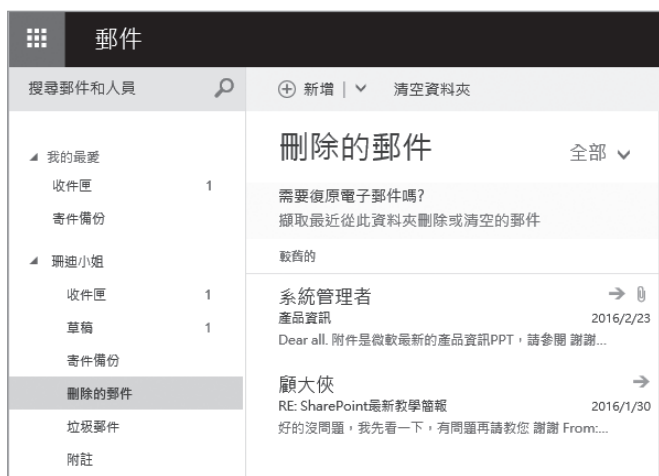 郵件
搜尋郵件和人員
我的最愛
收件匣 1
寄件備份
珊迪小姐
收件匣 1
草稿 1
寄件備份
刪除的郵件
垃圾郵件
附註
新增 | 清空資料夾
刪除的郵件 全部
需要復原電子郵件嗎?
擷取最近從此資料夾刪除或清空的郵件
較舊的
系統管理者
產品資訊 2016/2/23
Dear all. 附件是微軟最新的產品資訊PPT，請參閱 謝謝...
顧大俠
RE: SharePoint最新教學簡報 2016/1/30
好的沒問題，我先看一下，有問題再請教您 謝謝 From:...